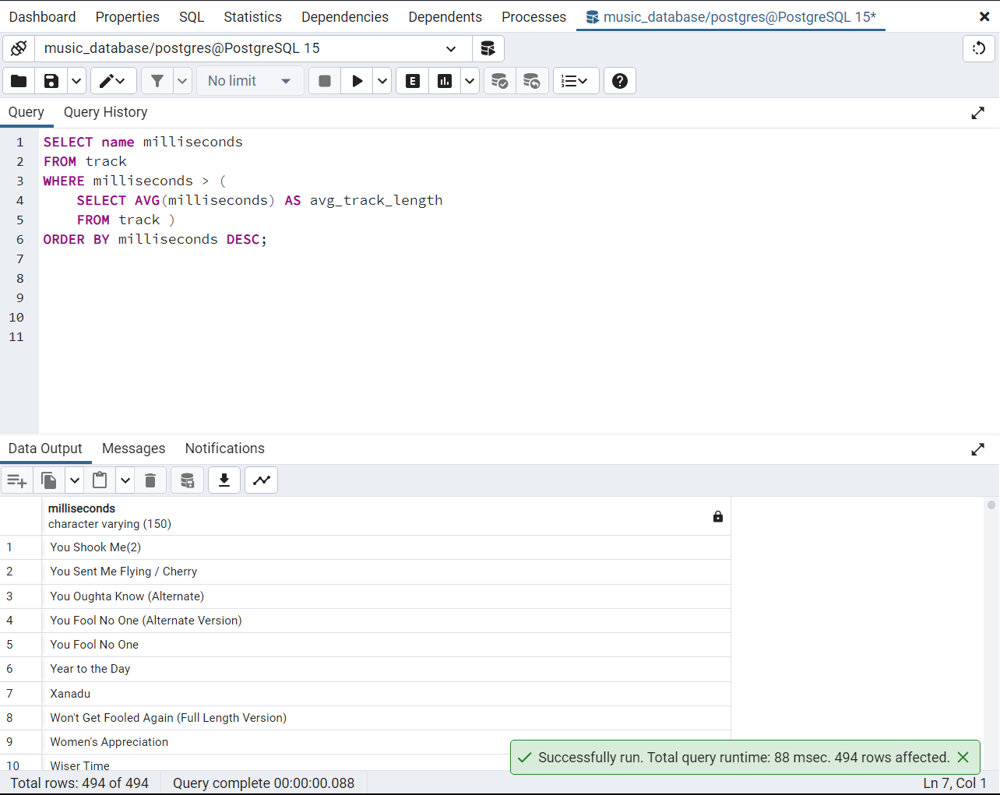 Dashboard Properties SQL Statistics Dependencies Dependents Processes music_database/postgres@PostgreSQL 15*
music_database/postgres@PostgreSQL 15
No limit E
Query Query History
1 SELECT name milliseconds
2 FROM track
3 WHERE milliseconds > (
4 SELECT AVG(milliseconds) AS avg_track_length
5 FROM track )
6 ORDER BY milliseconds DESC;
7
8
9
10
11
Data Output Messages Notifications
milliseconds
character varying (150)
1 You Shook Me(2)
2 You Sent Me Flying / Cherry
3 You Oughta Know (Alternate)
4 You Fool No One (Alternate Version)
5 You Fool No One
6 Year to the Day
7 Xanadu
8 Won't Get Fooled Again (Full Length Version)
9 Women's Appreciation
10 Wiser Time
Successfully run. Total query runtime: 88 msec. 494 rows affected.
Total rows: 494 of 494 Query complete 00:00:00.088 Ln 7, Col 1